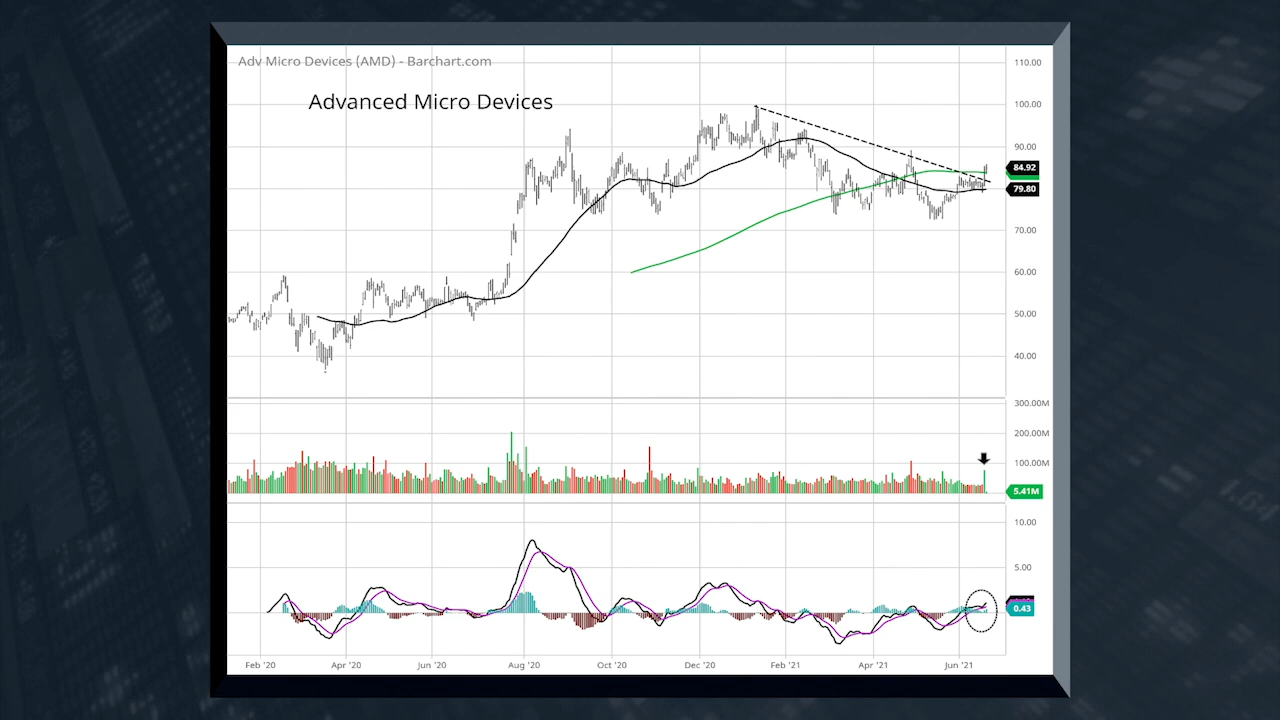 Adv Micro Devices (AMD) - Barchart.com
Advanced Micro Devices
110.00
100.00
90.00
84.92
79.80
70.00
60.00
50.00
40.00
300.00M
200.00M
100.00M
5.41M
10.00
5.00
0.43
Feb '20 Apr '20 Jun '20 Aug '20 Oct '20 Dec '20 Feb '21 Apr '21 Jun '21